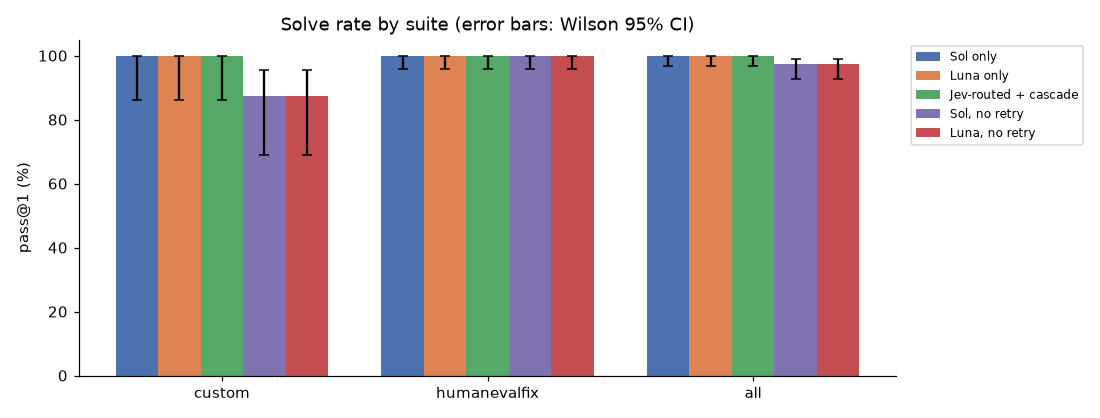 Solve rate by suite (error bars: Wilson 95% CI)
pass@1 (%)
100
80
60
40
20
0
custom
humanevalfix
all
Sol only
Luna only
Jev-routed + cascade
Sol, no retry
Luna, no retry